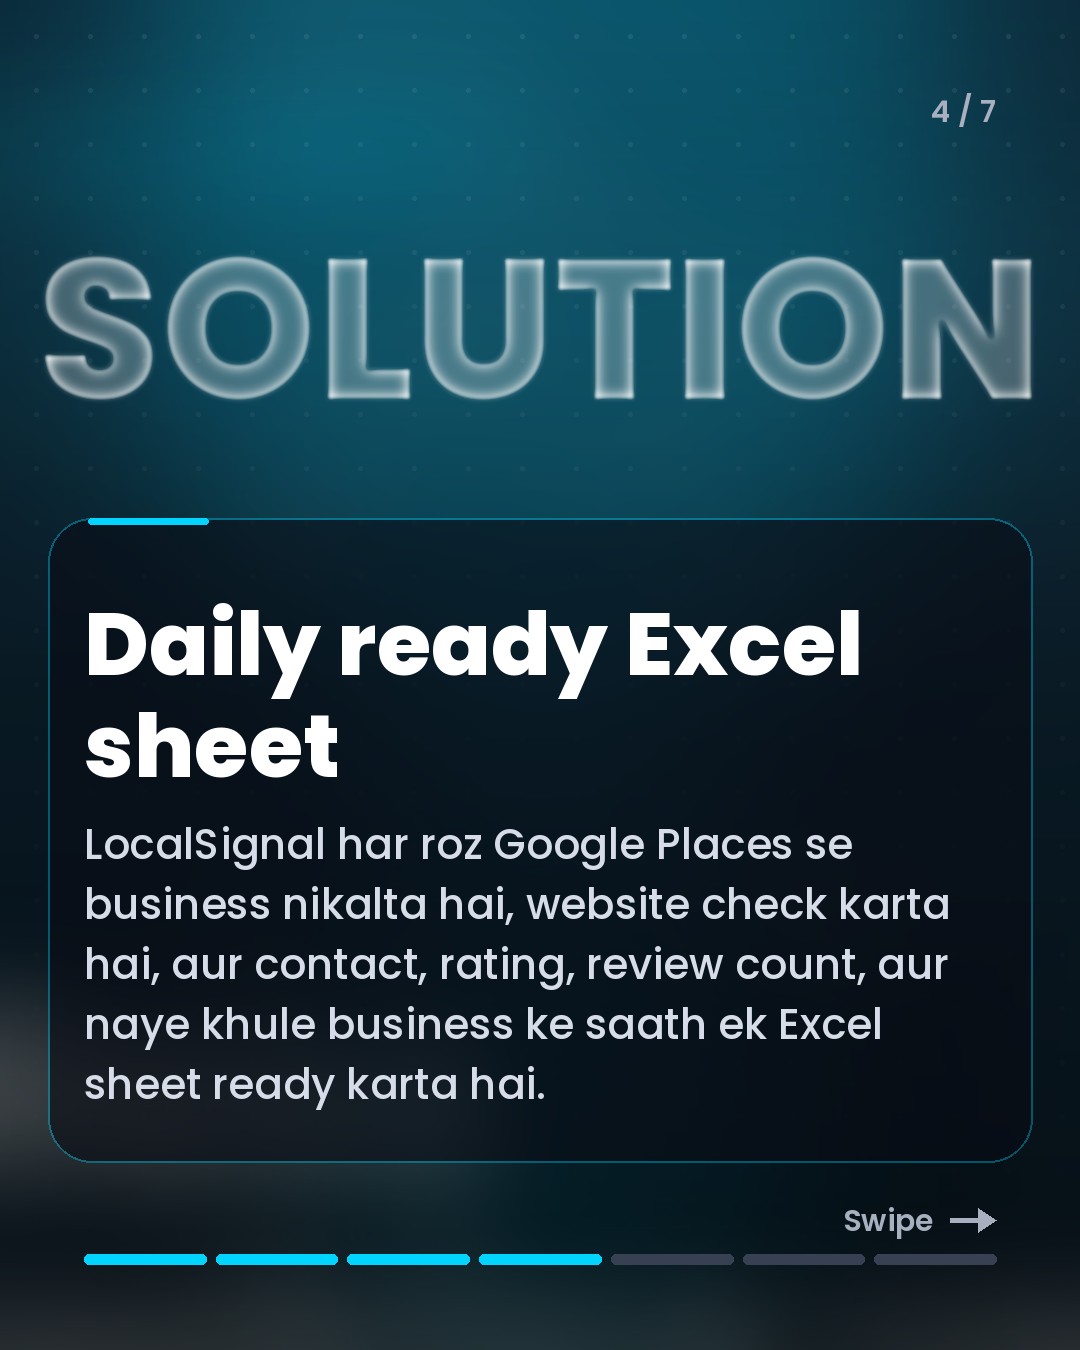 4 / 7
SOLUTION
Daily ready Excel
sheet
LocalSignal har roz Google Places se
business nikalta hai, website check karta
hai, aur contact, rating, review count, aur
naye khule business ke saath ek Excel
sheet ready karta hai.
Swipe